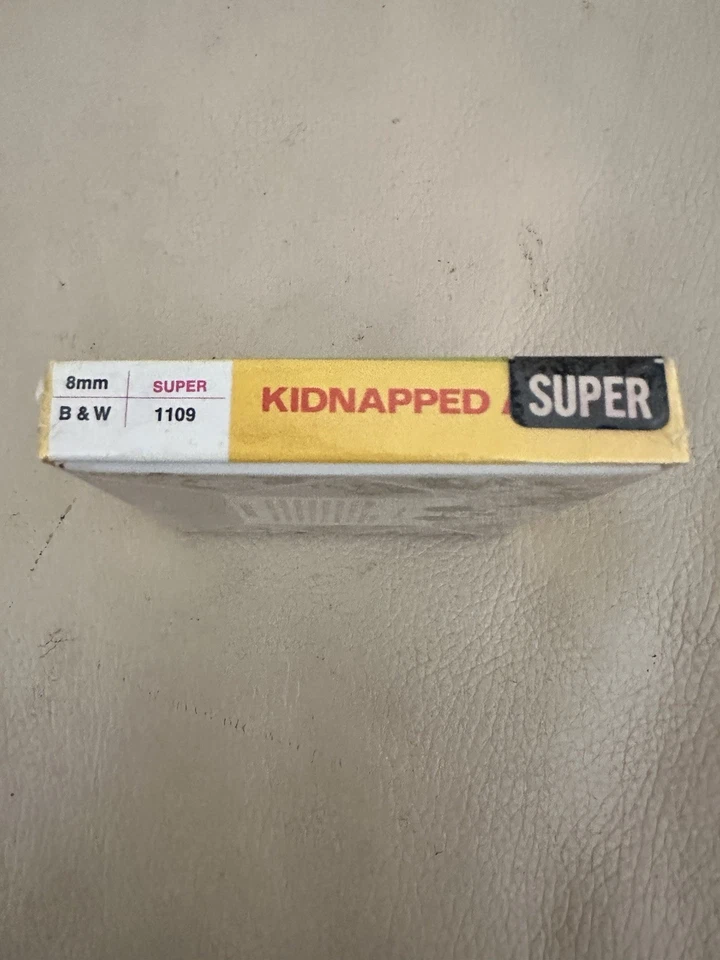 8mm SUPER
B & W 1109
KIDNAPPED
SUPER